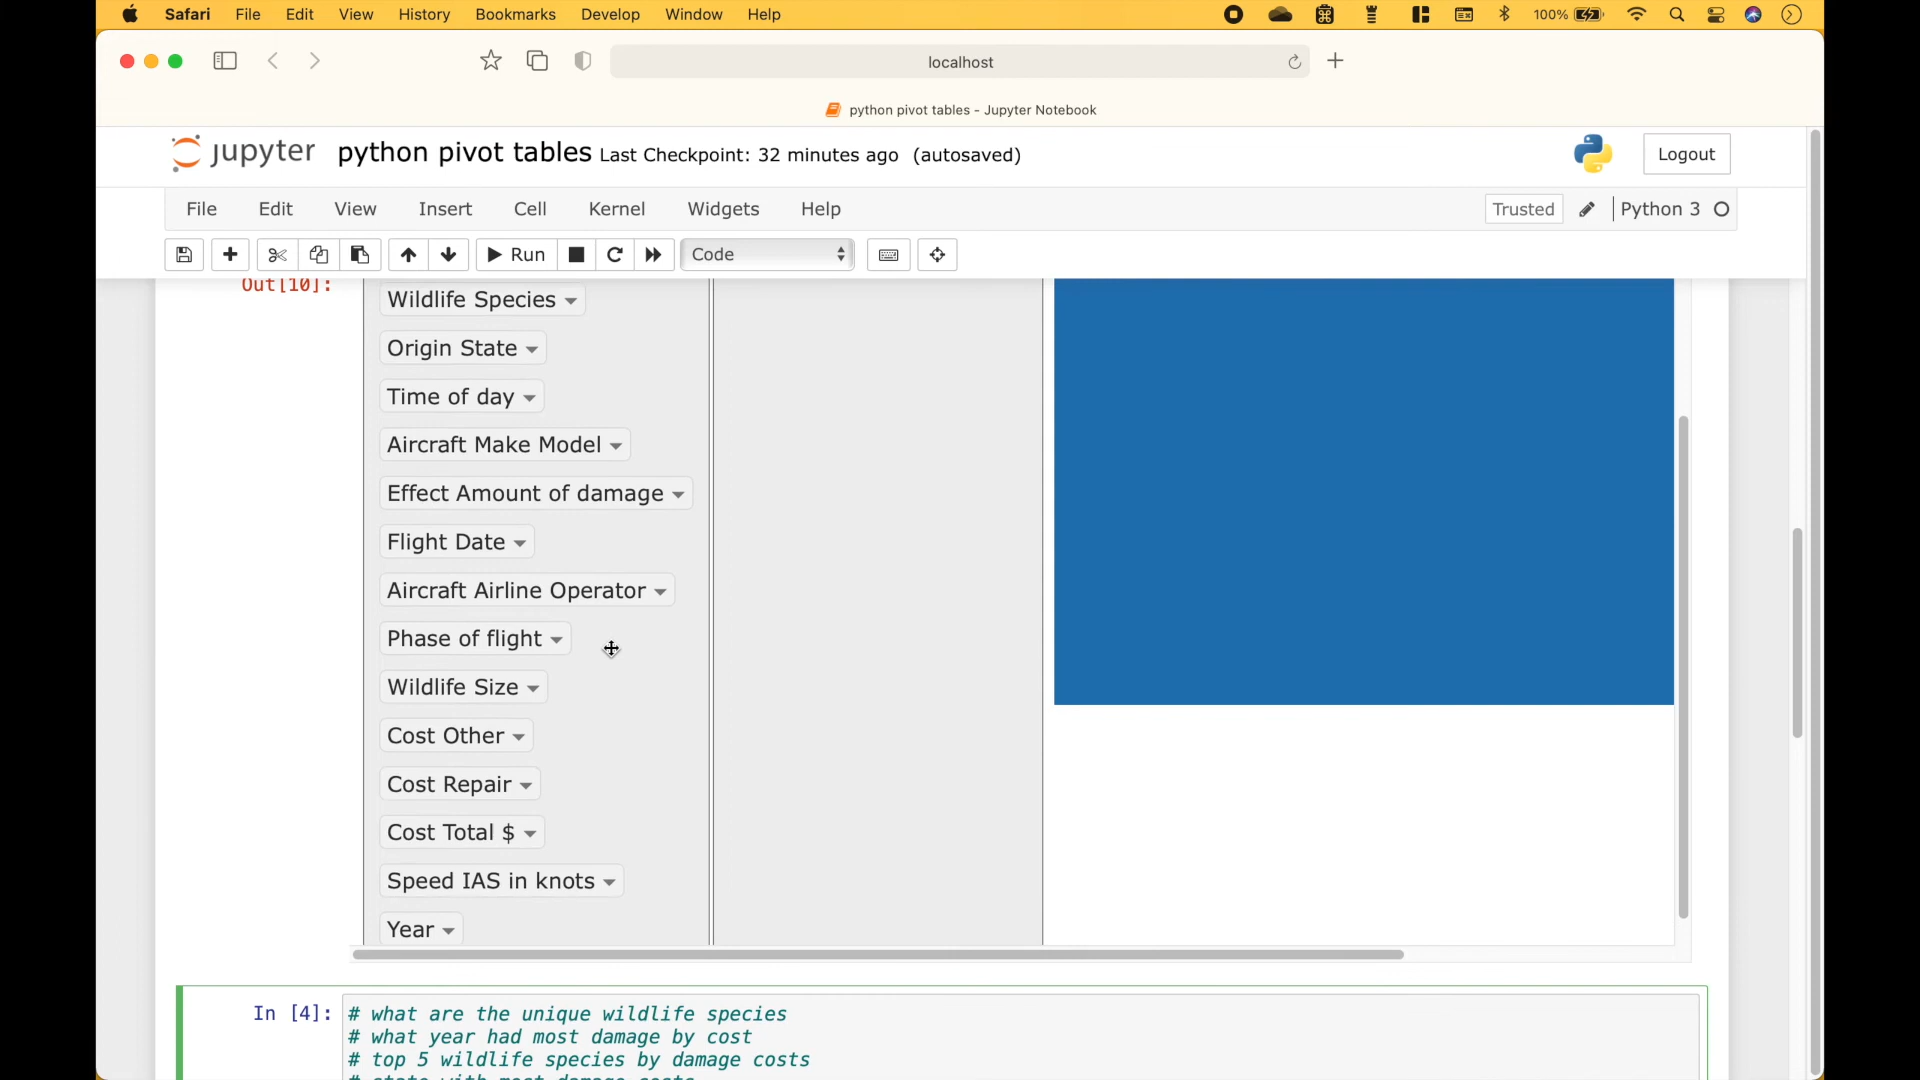 Safari File Edit View History Bookmarks Develop Window Help 100%
localhost
python pivot tables - Jupyter Notebook
jupyter python pivot tables Last Checkpoint: 32 minutes ago (autosaved) Logout
File Edit View Insert Cell Kernel Widgets Help Trusted Python 3
Run Code
Out[10]:
Wildlife Species
Origin State
Time of day
Aircraft Make Model
Effect Amount of damage
Flight Date
Aircraft Airline Operator
Phase of flight
Wildlife Size
Cost Other
Cost Repair
Cost Total $
Speed IAS in knots
Year
In [4]: # what are the unique wildlife species
# what year had most damage by cost
# top 5 wildlife species by damage costs
# state with most damage costs